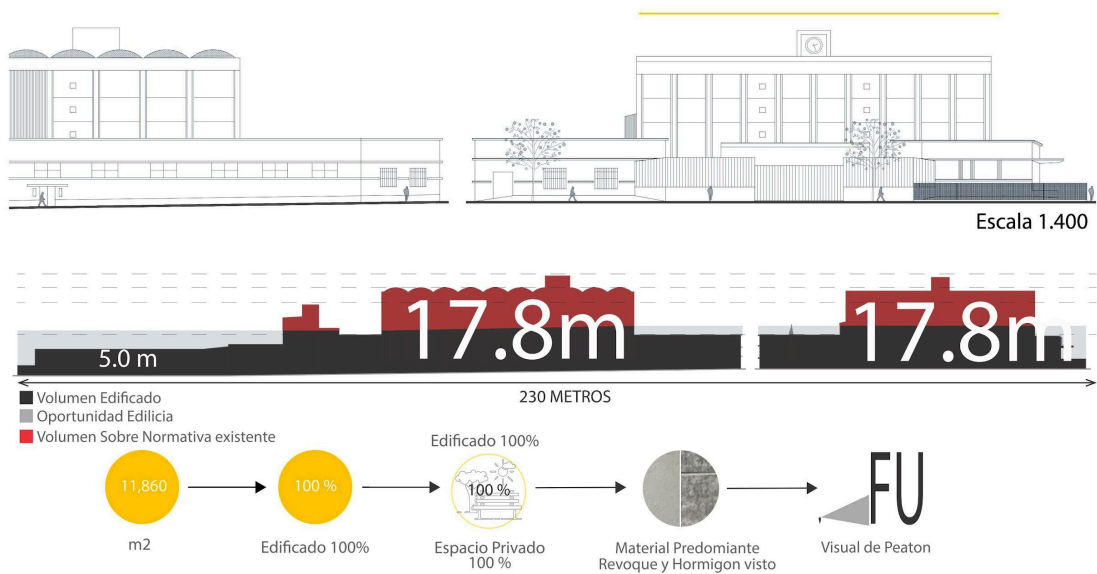 Escala 1.400
17.8m
17.8m
5.0 m
230 METROS
Volumen Edificado
Oportunidad Edilicia
Volumen Sobre Normativa existente
Edificado 100%
11,860
100 %
100 %
FU
m2
Edificado 100%
Espacio Privado
100 %
Material Predomiante
Revoque y Hormigon visto
Visual de Peaton